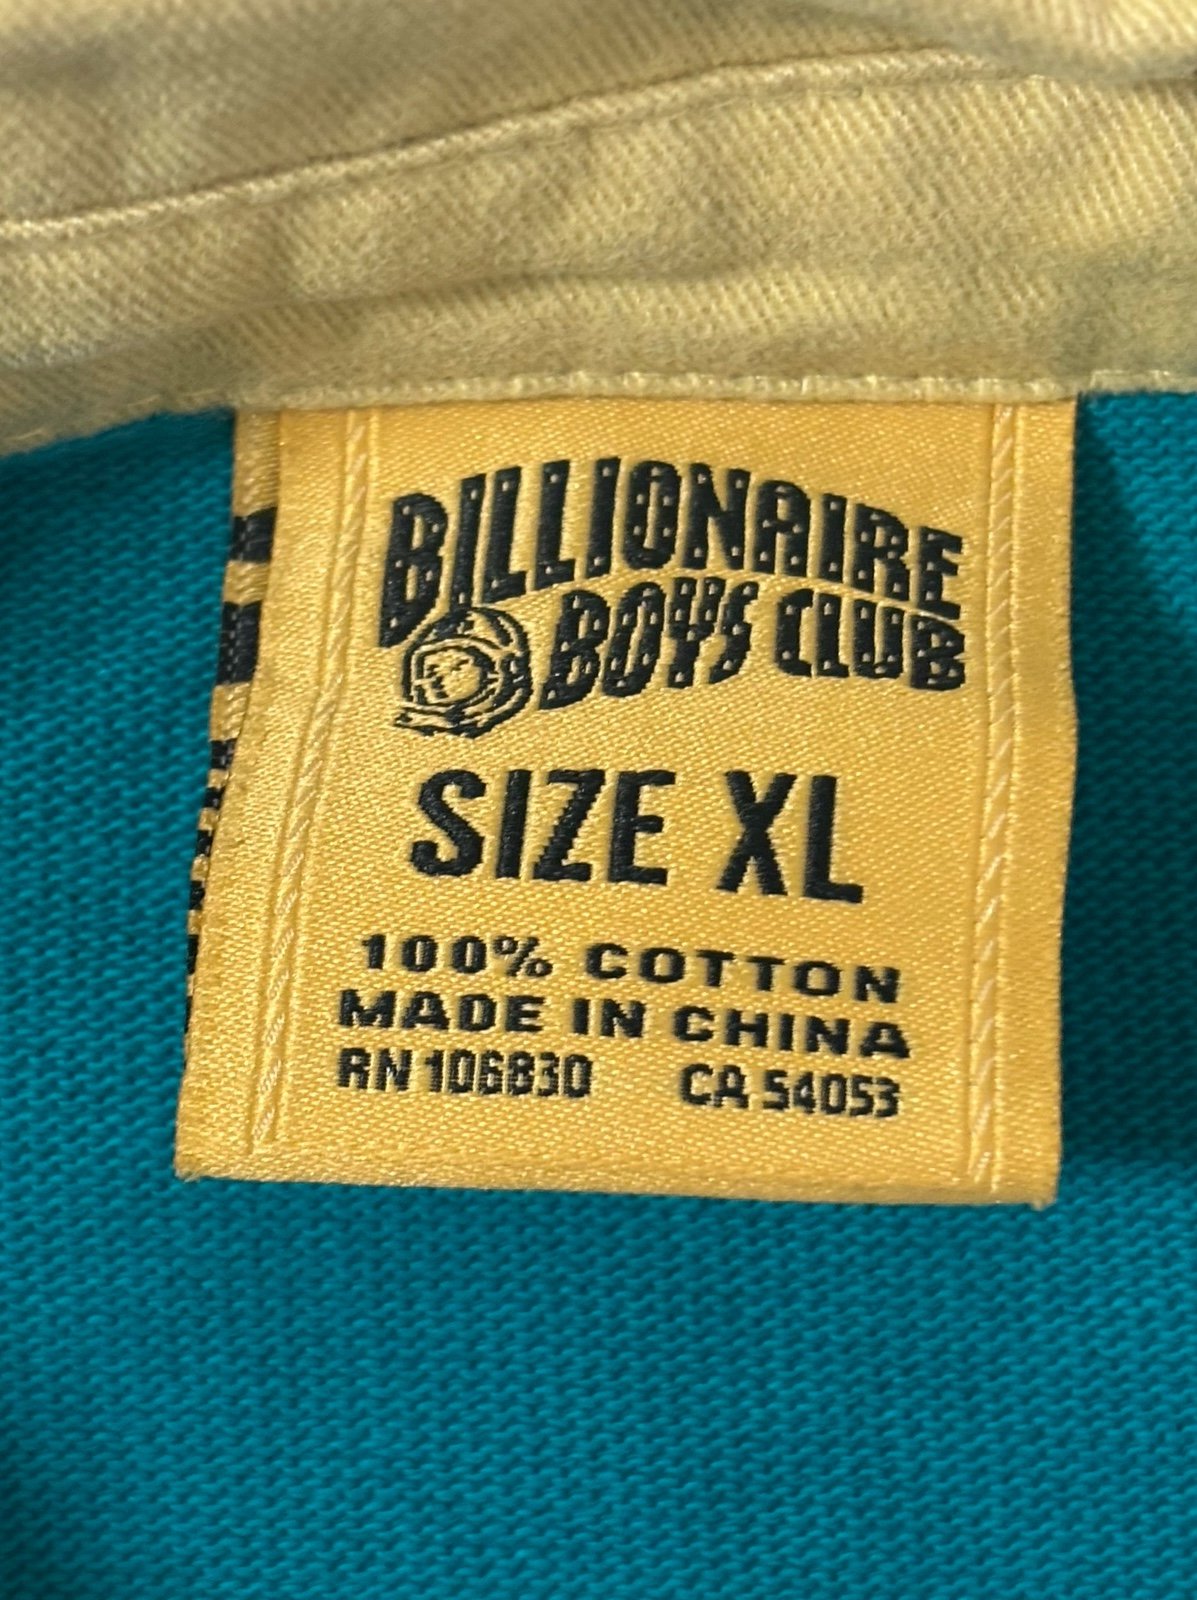 BILLIONAIRE
BOYS CLUB
SIZE XL
100% COTTON
MADE IN CHINA
RN 106830 CA 54053